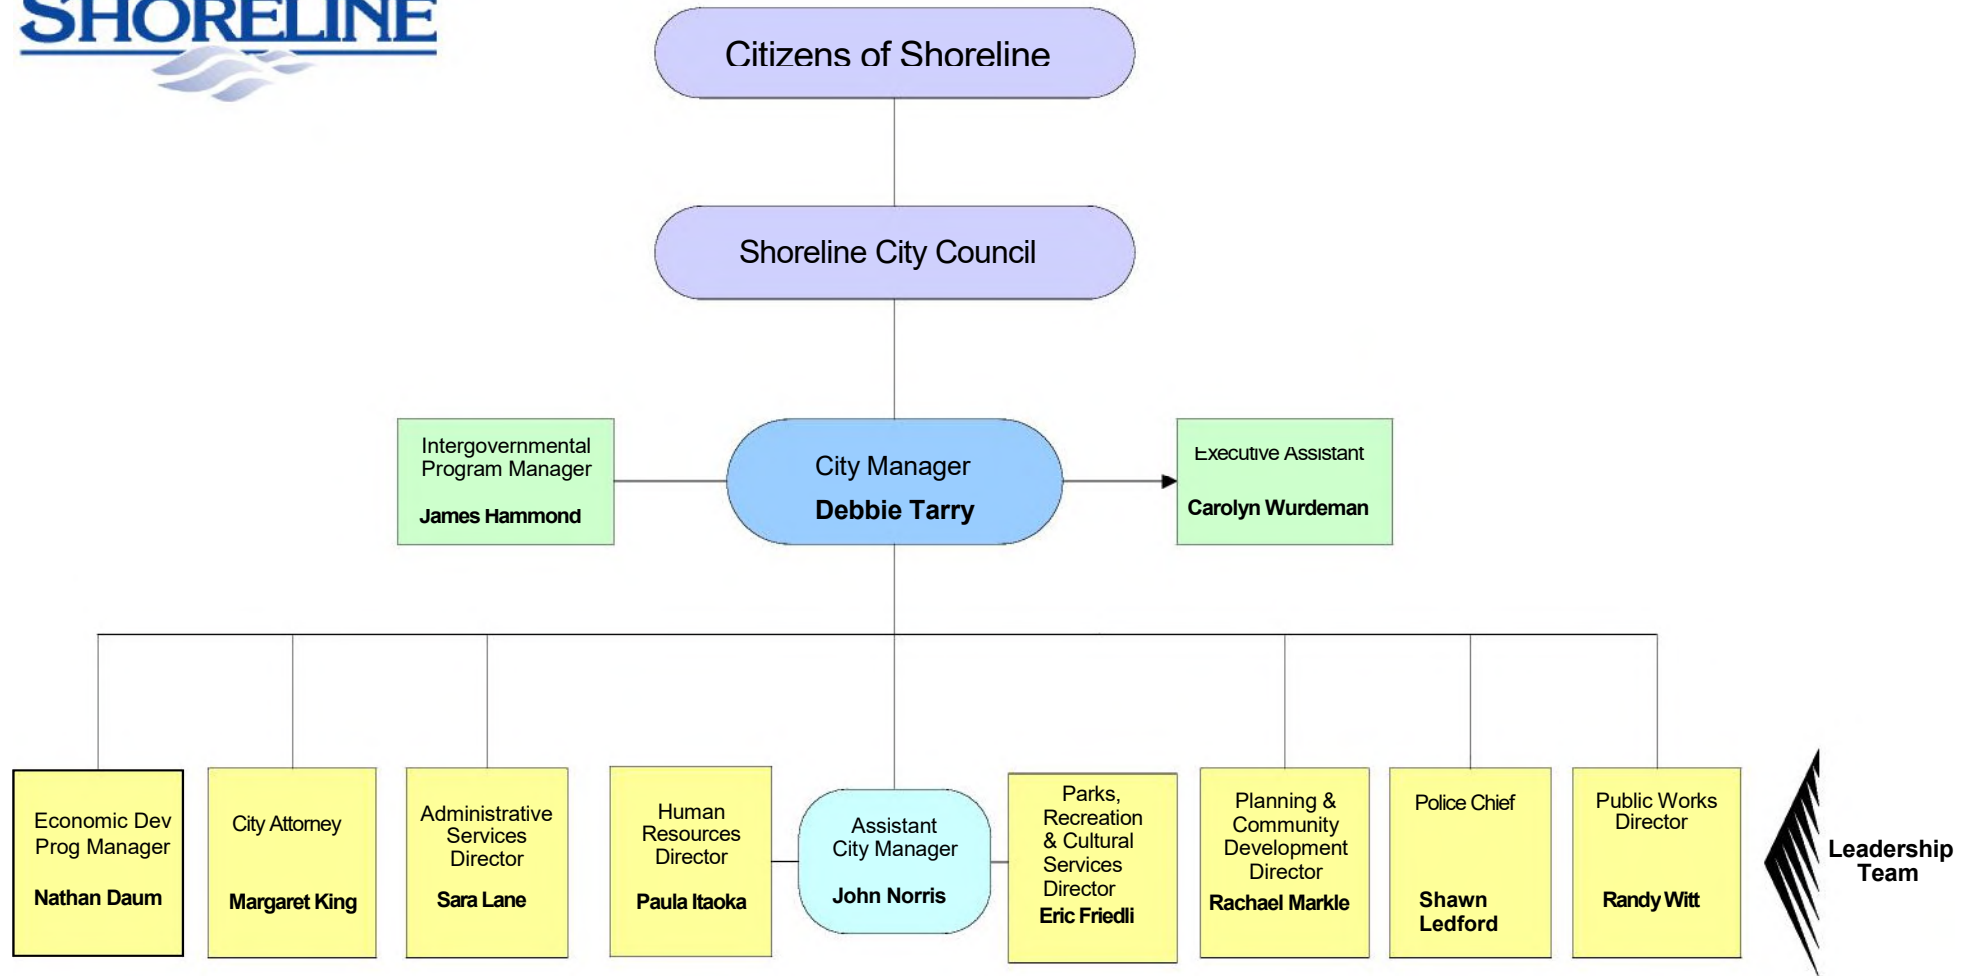 SHORELINE
Citizens of Shoreline
Shoreline City Council
Intergovernmental
Program Manager
James Hammond
City Manager
Debbie Tarry
Executive Assistant
Carolyn Wurdeman
Economic Dev
Prog Manager
Nathan Daum
City Attorney
Margaret King
Administrative
Services
Director
Sara Lane
Human
Resources
Director
Paula Itaoka
Assistant
City Manager
John Norris
Parks,
Recreation
& Cultural
Services
Director
Eric Friedli
Planning &
Community
Development
Director
Rachael Markle
Police Chief
Shawn
Ledford
Public Works
Director
Randy Witt
Leadership
Team